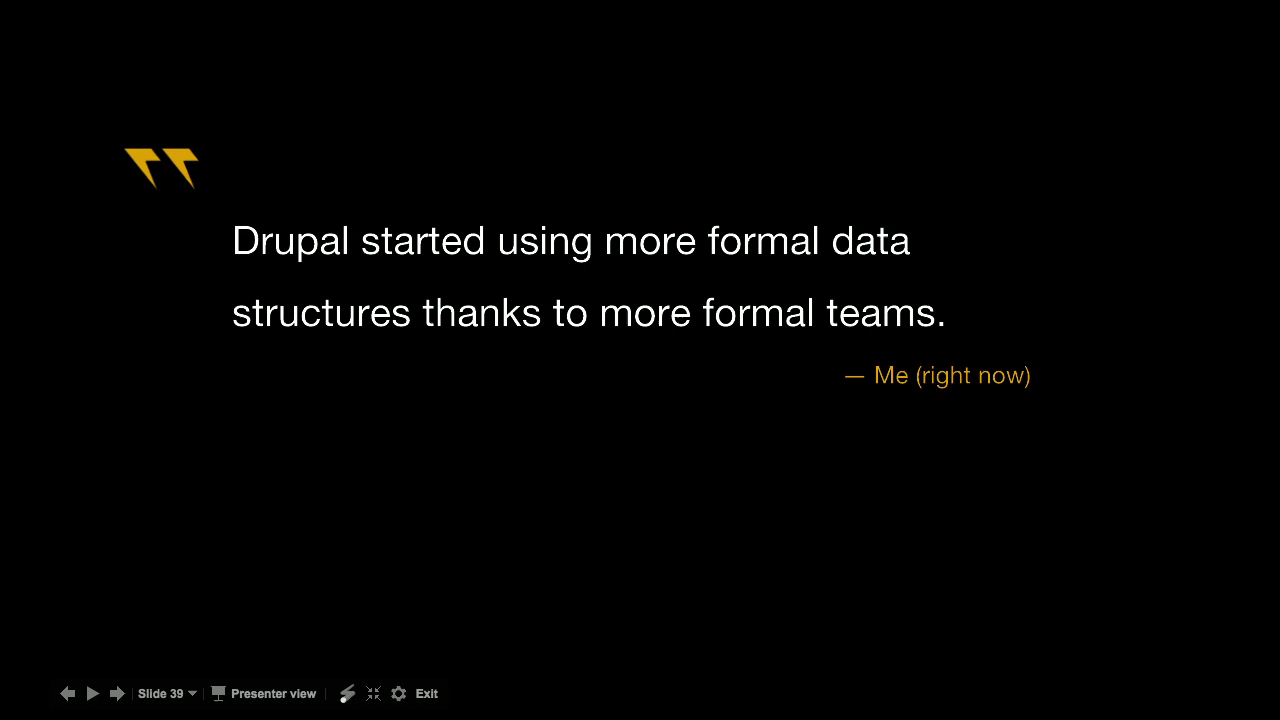 Drupal started using more formal data
structures thanks to more formal teams.
— Me (right now)
Slide 39 Presenter view Exit